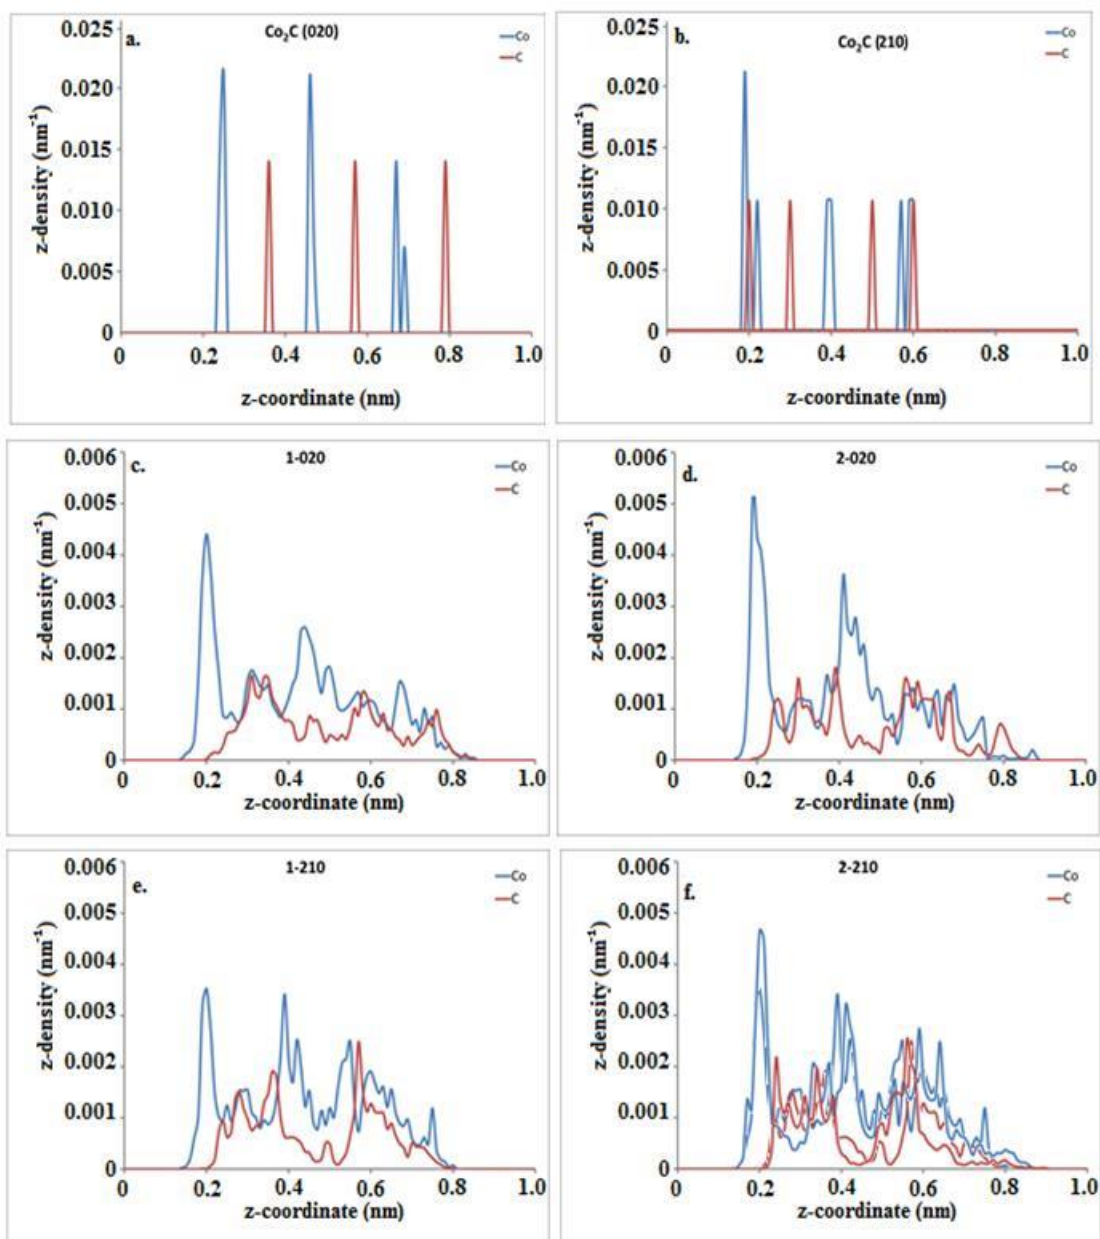 a.
Co₂C (020)
Co
C
0.025
0.020
0.015
0.010
0.005
0
z-density (nm⁻¹)
0 0.2 0.4 0.6 0.8 1.0
z-coordinate (nm)
b.
Co₂C (210)
Co
C
0.025
0.020
0.015
0.010
0.005
0
z-density (nm⁻¹)
0 0.2 0.4 0.6 0.8 1.0
z-coordinate (nm)
c.
1-020
Co
C
0.006
0.005
0.004
0.003
0.002
0.001
0
z-density (nm⁻¹)
0 0.2 0.4 0.6 0.8 1.0
z-coordinate (nm)
d.
2-020
Co
C
0.006
0.005
0.004
0.003
0.002
0.001
0
z-density (nm⁻¹)
0 0.2 0.4 0.6 0.8 1.0
z-coordinate (nm)
e.
1-210
Co
C
0.006
0.005
0.004
0.003
0.002
0.001
0
z-density (nm⁻¹)
0 0.2 0.4 0.6 0.8 1.0
z-coordinate (nm)
f.
2-210
Co
C
0.006
0.005
0.004
0.003
0.002
0.001
0
z-density (nm⁻¹)
0 0.2 0.4 0.6 0.8 1.0
z-coordinate (nm)